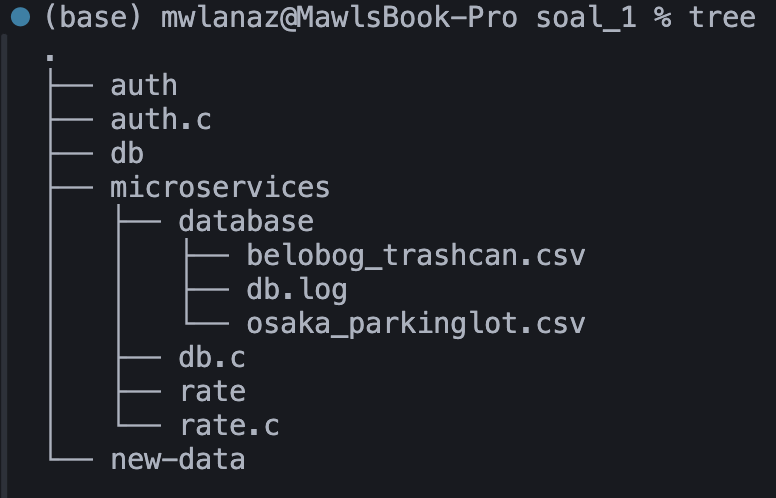 (base) mwlanaz@MawlsBook-Pro soal_1 % tree
.
├── auth
├── auth.c
├── db
├── microservices
│   ├── database
│   │   ├── belobog_trashcan.csv
│   │   ├── db.log
│   │   └── osaka_parkinglot.csv
│   ├── db.c
│   ├── rate
│   └── rate.c
└── new-data